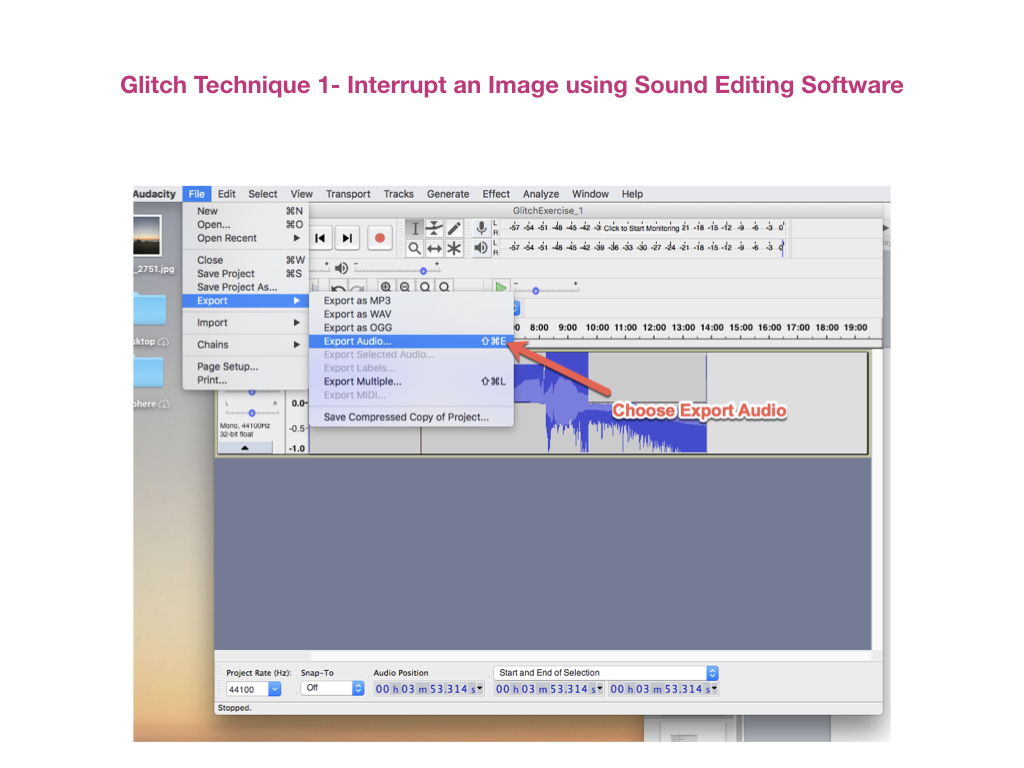 Glitch Technique 1- Interrupt an Image using Sound Editing Software
Audacity File Edit Select View Transport Tracks Generate Effect Analyze Window Help
GlitchExercise_1
New ⌘N
Open... ⌘O
Open Recent
Close ⌘W
Save Project ⌘S
Save Project As...
Export
Import
Chains
Page Setup...
Print...
_2751.jpg
sktop
phere
L
R
-57 -54 -51 -48 -45 -42 -3 Click to Start Monitoring 21 -18 -15 -12 -9 -6 -3 0
L
R
-57 -54 -51 -48 -45 -42 -39 -36 -33 -30 -27 -24 -21 -18 -15 -12 -9 -6 -3 0
Export as MP3
Export as WAV
Export as OGG
Export Audio... ⇧⌘E
Export Selected Audio...
Export Labels...
Export Multiple... ⇧⌘L
Export MIDI...
Save Compressed Copy of Project...
8:00 9:00 10:00 11:00 12:00 13:00 14:00 15:00 16:00 17:00 18:00 19:00
Choose Export Audio
L R
Mono, 44100Hz
32-bit float
0.0-
-0.5-
-1.0
Project Rate (Hz): Snap-To Audio Position Start and End of Selection
44100 Off 00 h 03 m 53.314 s 00 h 03 m 53.314 s 00 h 03 m 53.314 s
Stopped.